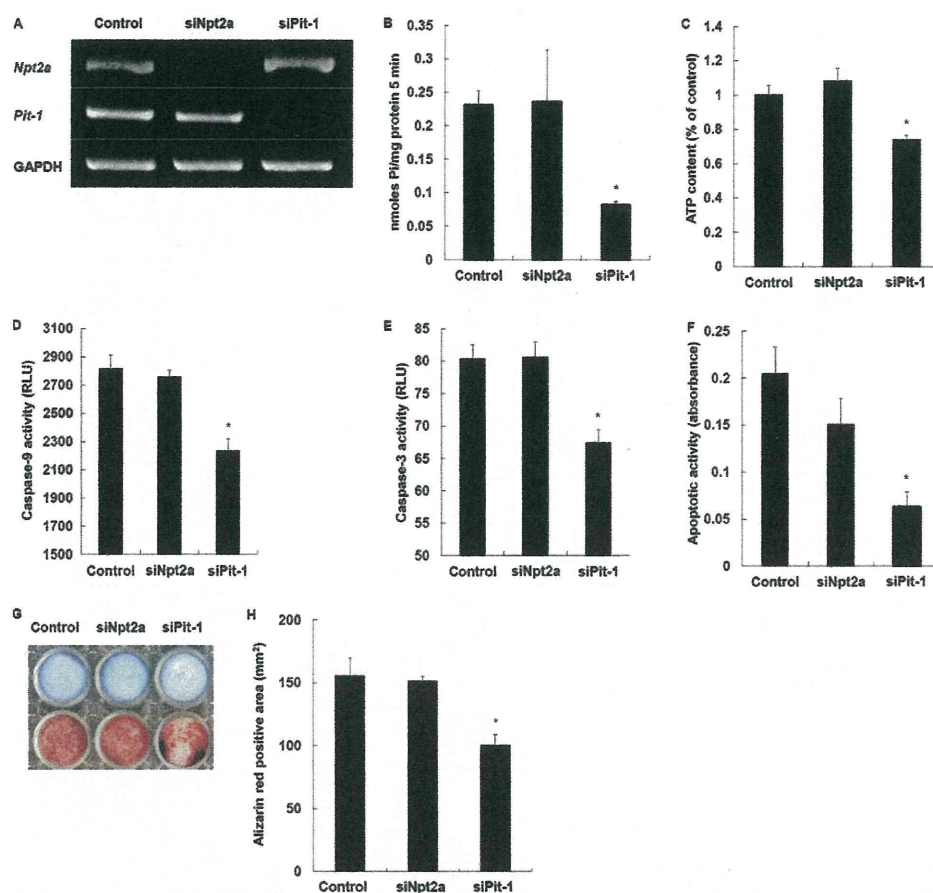 A
Control siNpt2a siPit-1
Npt2a
Pit-1
GAPDH
B
nmoles Pi/mg protein 5 min
0.35
0.3
0.25
0.2
0.15
0.1
0.05
0
Control siNpt2a siPit-1
*
C
ATP content (% of control)
1.4
1.2
1
0.8
0.6
0.4
0.2
0
Control siNpt2a siPit-1
*
D
Caspase-9 activity (RLU)
3100
2900
2700
2500
2300
2100
1900
1700
1500
Control siNpt2a siPit-1
*
E
Caspase-3 activity (RLU)
85
80
75
70
65
60
55
50
Control siNpt2a siPit-1
*
F
Apoptotic activity (absorbance)
0.25
0.2
0.15
0.1
0.05
0
Control siNpt2a siPit-1
*
G
Control siNpt2a siPit-1
H
Alizarin red positive area (mm²)
200
150
100
50
0
Control siNpt2a siPit-1
*